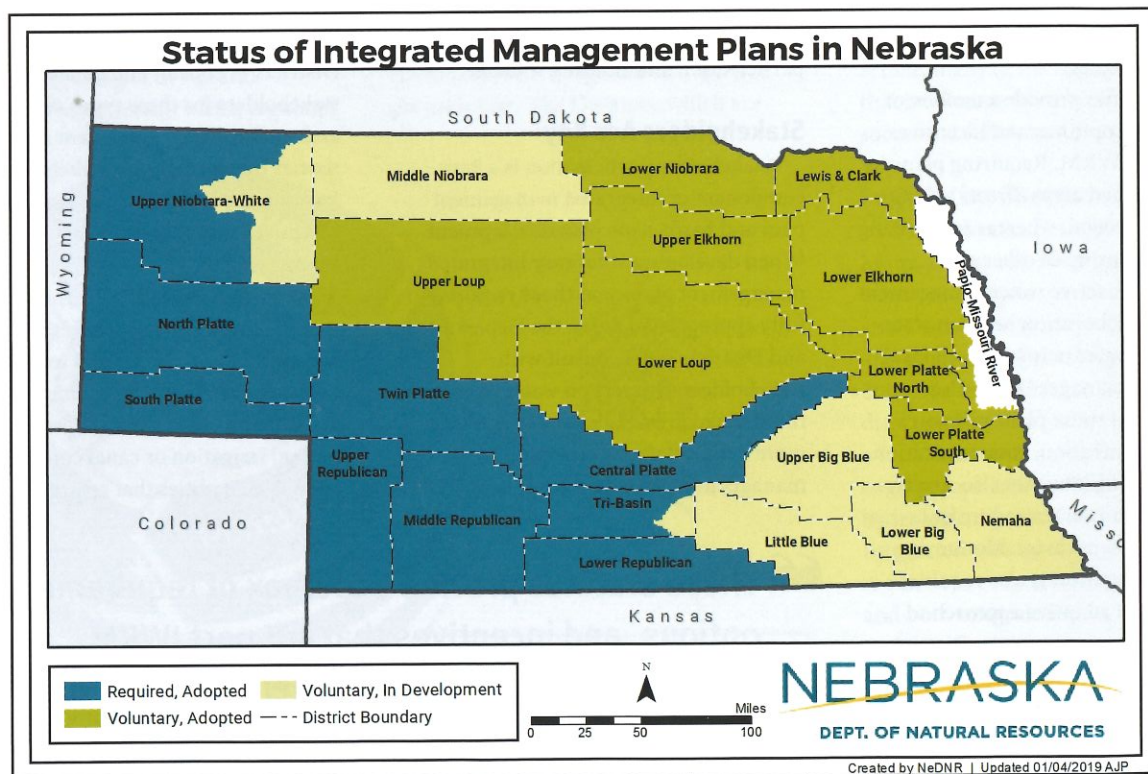 Status of Integrated Management Plans in Nebraska
South Dakota
Middle Niobrara
Lower Niobrara
Lewis & Clark
Upper Niobrara-White
Wyoming
Iowa
Upper Elkhorn
Lower Elkhorn
Papio-Missouri River
Upper Loup
North Platte
Lower Loup
Lower Platte
North
South Platte
Twin Platte
Lower Platte
South
Upper
Republican
Central Platte
Upper Big Blue
Tri-Basin
Colorado
Middle Republican
Nemaha
Misso
Little Blue
Lower Big
Blue
Lower Republican
Kansas
Required, Adopted
Voluntary, In Development
Voluntary, Adopted
District Boundary
N
Miles
0 25 50 100
NEBRASKA
DEPT. OF NATURAL RESOURCES
Created by NeDNR | Updated 01/04/2019 AJP